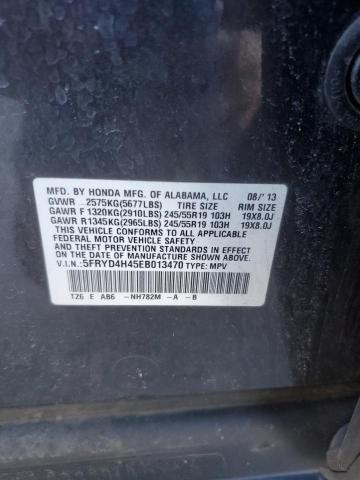 MFD. BY HONDA MFG. OF ALABAMA, LLC 08/'13
GVWR 2575KG(5677LBS) TIRE SIZE RIM SIZE
GAWR F 1320KG(2910LBS) 245/55R19 103H 19X8.0J
GAWR R1345KG(2965LBS) 245/55R19 103H 19X8.0J
THIS VEHICLE CONFORMS TO ALL APPLICABLE
FEDERAL MOTOR VEHICLE SAFETY, BUMPER,
AND THEFT PREVENTION STANDARDS IN EFFECT
ON THE DATE OF MANUFACTURE SHOWN ABOVE.
V.I.N.: 5FRYD4H45EB013470 TYPE: MPV
TZ6 E AB6 -NH782M -A -B